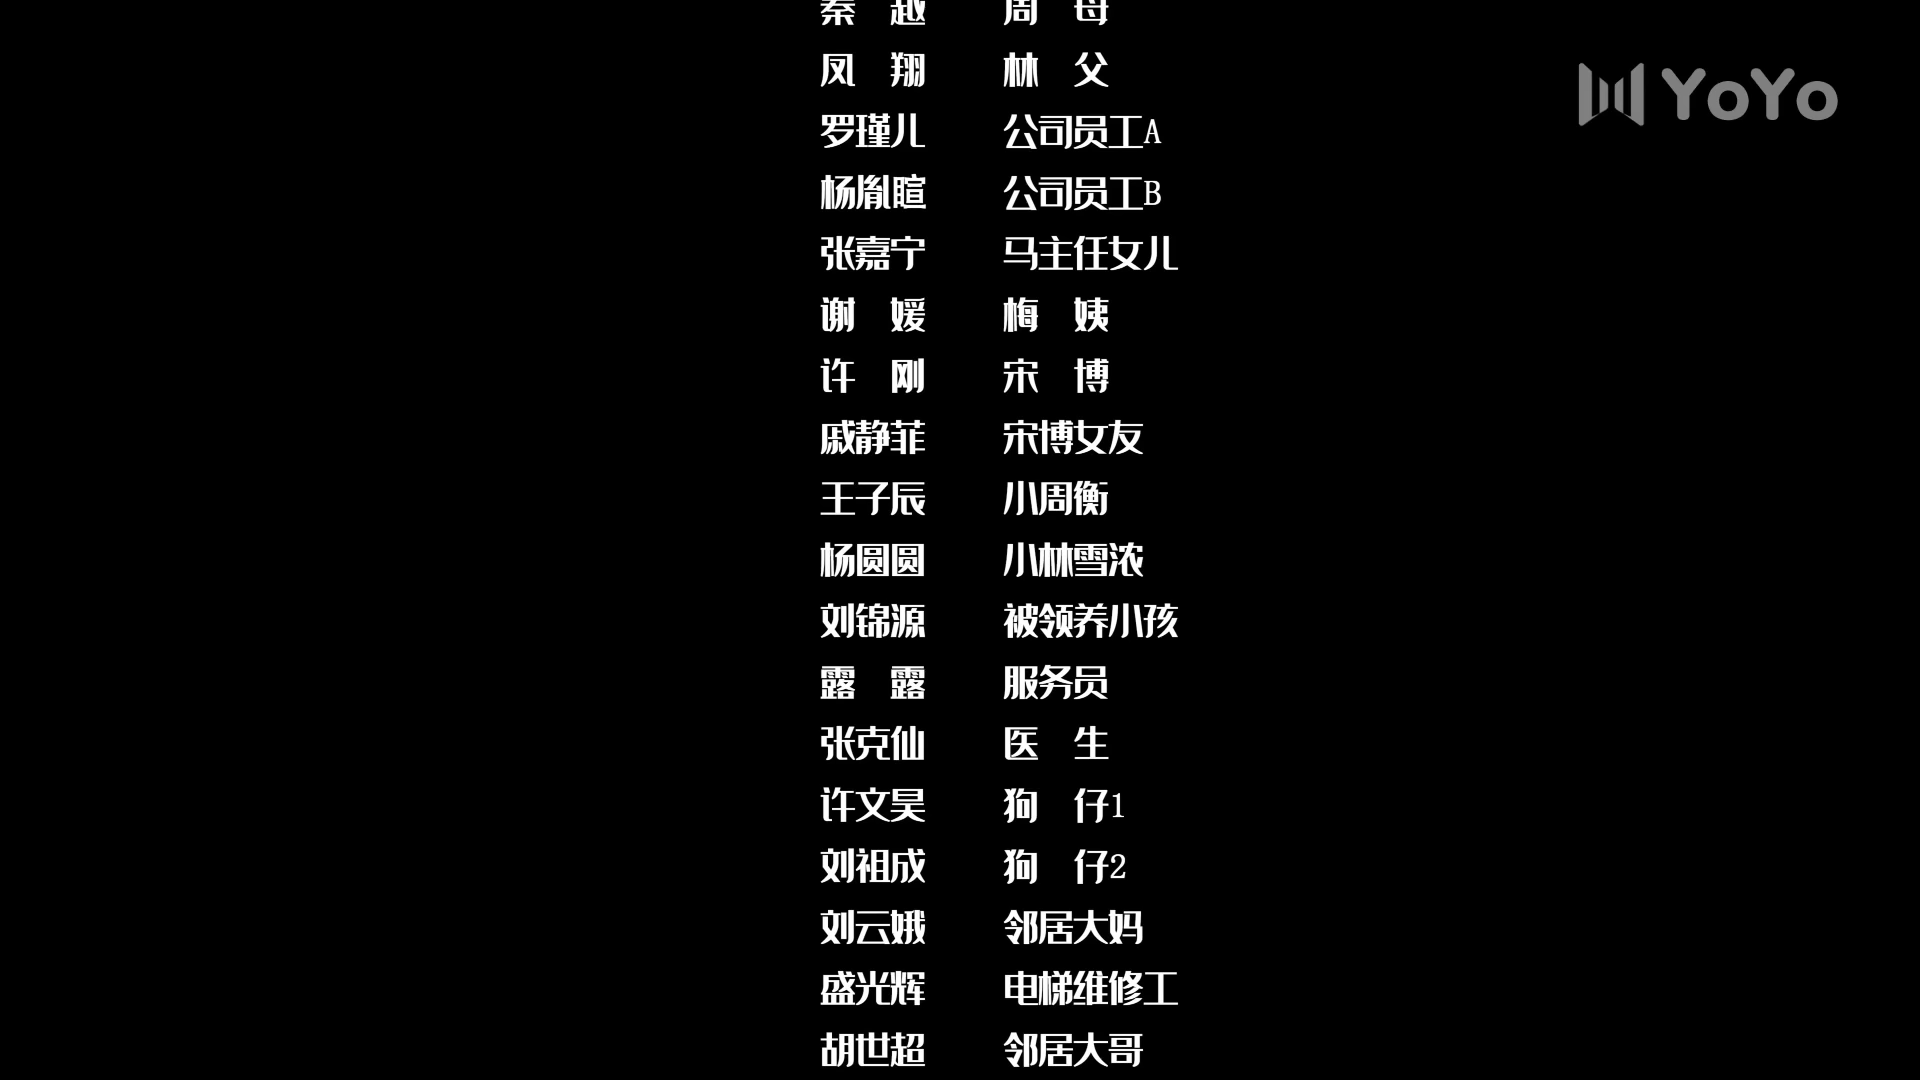 秦　越　　周　母
凤　翔　　林　父
YoYo
罗瑾儿　　公司员工A
杨胤暄　　公司员工B
张嘉宁　　马主任女儿
谢　媛　　梅　姨
许　刚　　宋　博
戚静菲　　宋博女友
王子辰　　小周衡
杨圆圆　　小林雪浓
刘锦源　　被领养小孩
露　露　　服务员
张克仙　　医　生
许文昊　　狗　仔1
刘祖成　　狗　仔2
刘云娥　　邻居大妈
盛光辉　　电梯维修工
胡世超　　邻居大哥